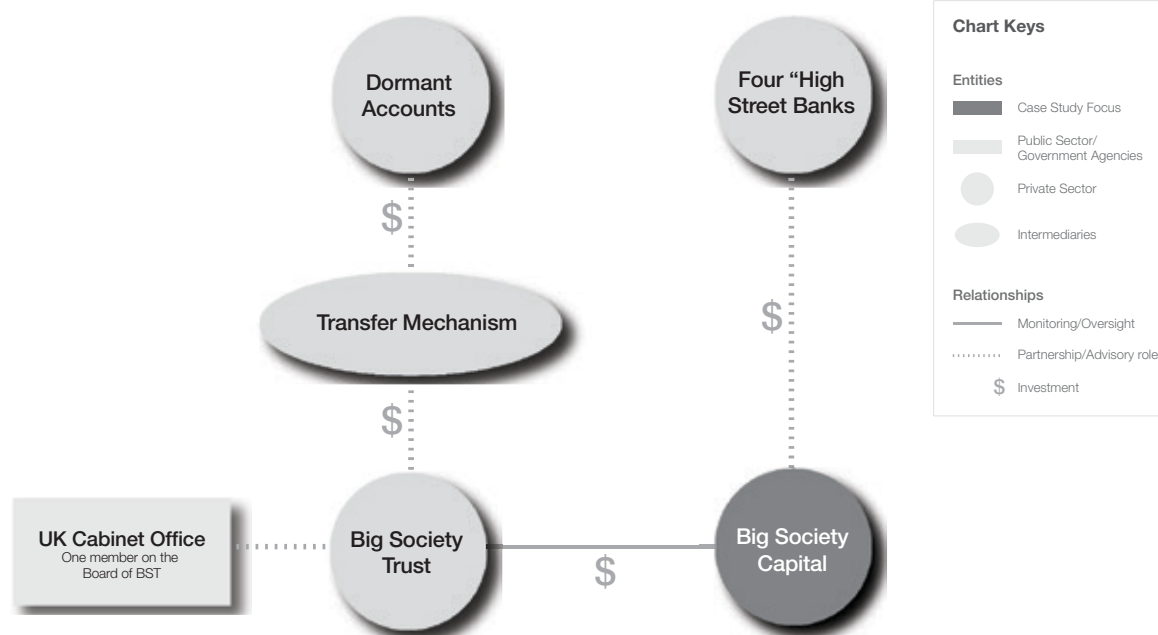 Dormant
Accounts
Four “High
Street Banks
$
$
Transfer Mechanism
$
UK Cabinet Office
One member on the
Board of BST
Big Society
Trust
$
Big Society
Capital
Chart Keys
Entities
Case Study Focus
Public Sector/
Government Agencies
Private Sector
Intermediaries
Relationships
Monitoring/Oversight
Partnership/Advisory role
$ Investment